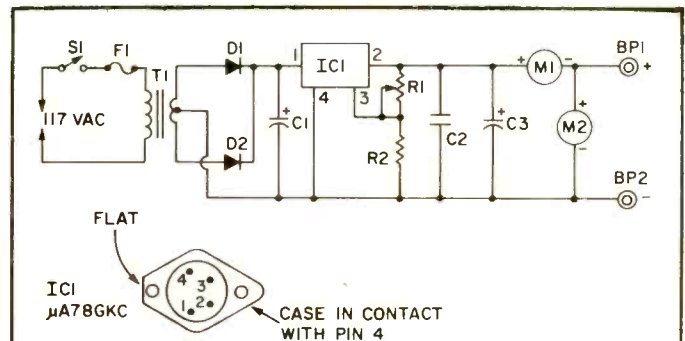 S1 F1 D1 BP1
T1 1 IC1 2 + M1 - +
4 3 R1 +
117 VAC + C1 C2 + C3 M2
D2 R2 - BP2
-
FLAT
IC1
μA78GKC
4 3
1 2
CASE IN CONTACT
WITH PIN 4